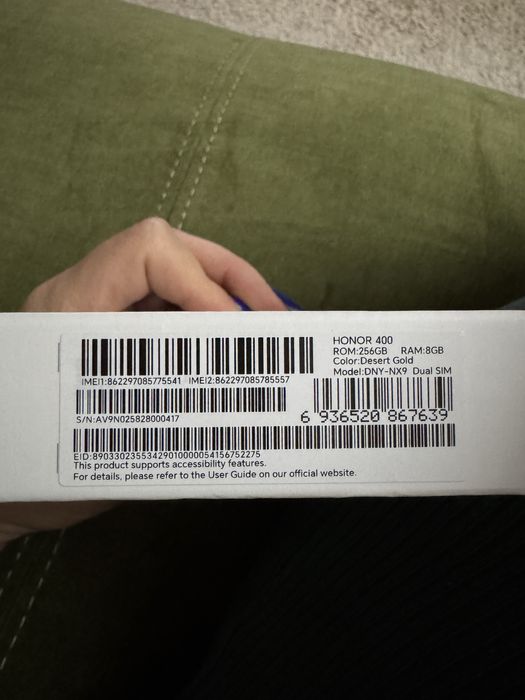 HONOR 400
ROM:256GB RAM:8GB
Color:Desert Gold
Model:DNY-NX9 Dual SIM
IMEI1:862297085775541 IMEI2:862297085785557
S/N:AV9N025828000417
6 936520 867639
EID:89033023553429010000054156752275
This product supports accessibility features.
For details, please refer to the User Guide on our official website.